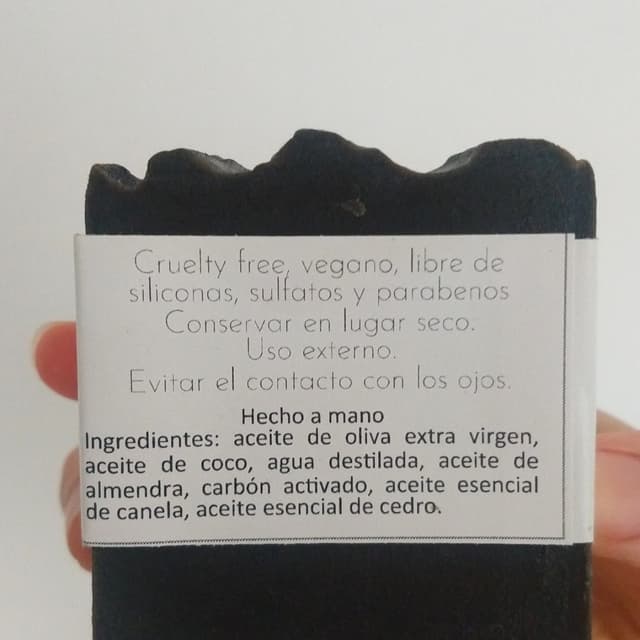 Cruelty free, vegano, libre de
siliconas, sulfatos y parabenos
Conservar en lugar seco.
Uso externo.
Evitar el contacto con los ojos.
Hecho a mano
Ingredientes: aceite de oliva extra virgen,
aceite de coco, agua destilada, aceite de
almendra, carbón activado, aceite esencial
de canela, aceite esencial de cedro.